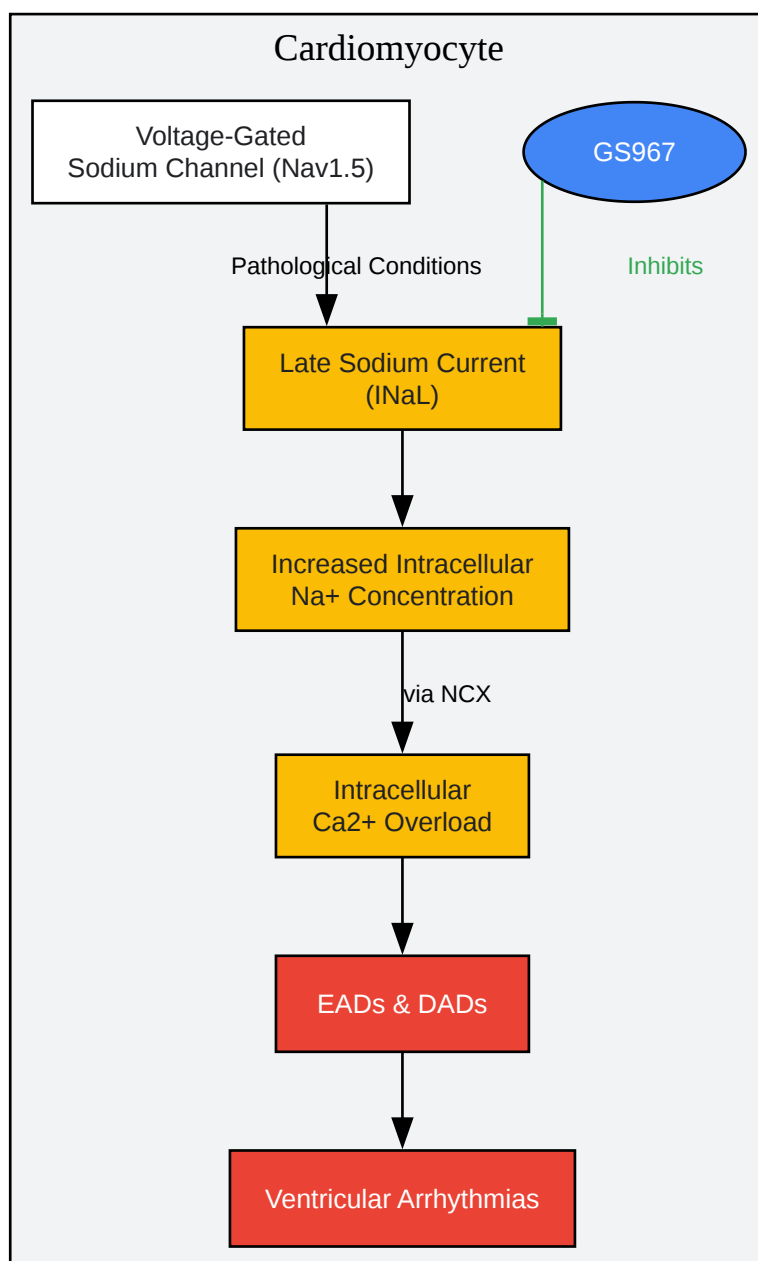 Cardiomyocyte
Voltage-Gated
Sodium Channel (Nav1.5)
GS967
Pathological Conditions
Inhibits
Late Sodium Current
(INaL)
Increased Intracellular
Na+ Concentration
via NCX
Intracellular
Ca2+ Overload
EADs & DADs
Ventricular Arrhythmias